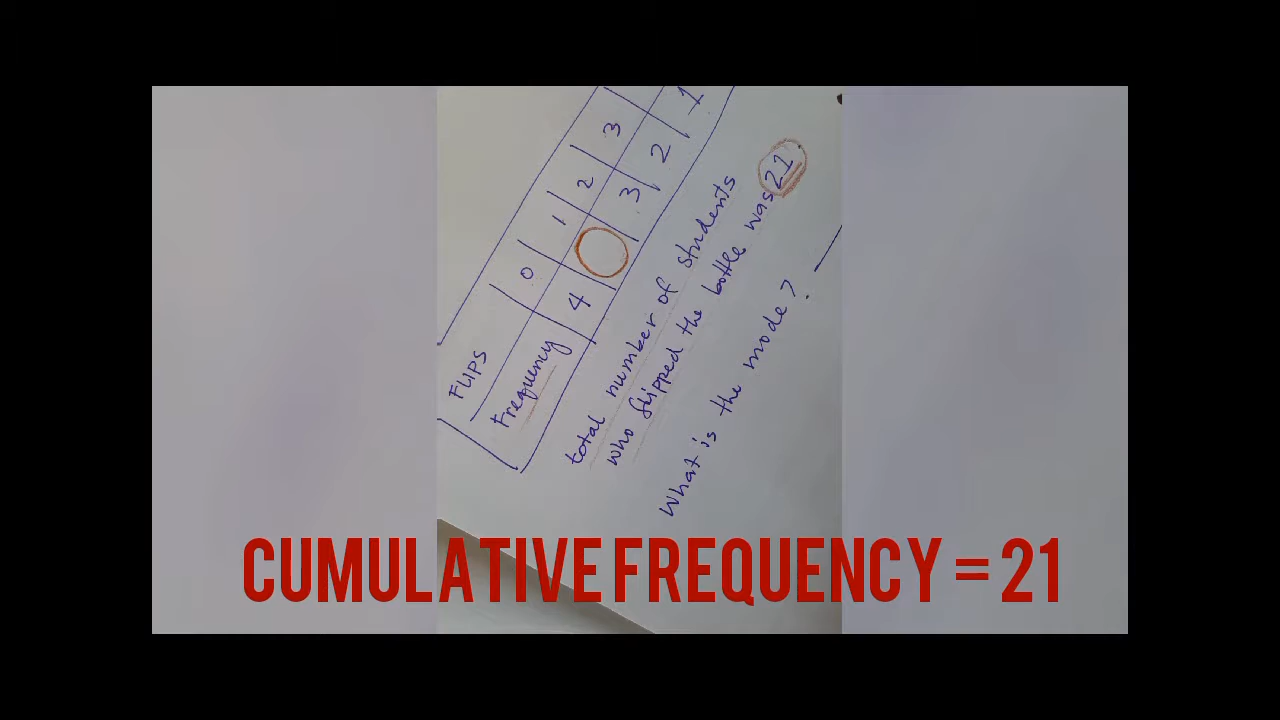 FLIPS 0 1 2 3
Frequency 4 3 2 1
total number of students
who flipped the bottle was 21
What is the mode?
CUMULATIVE FREQUENCY = 21